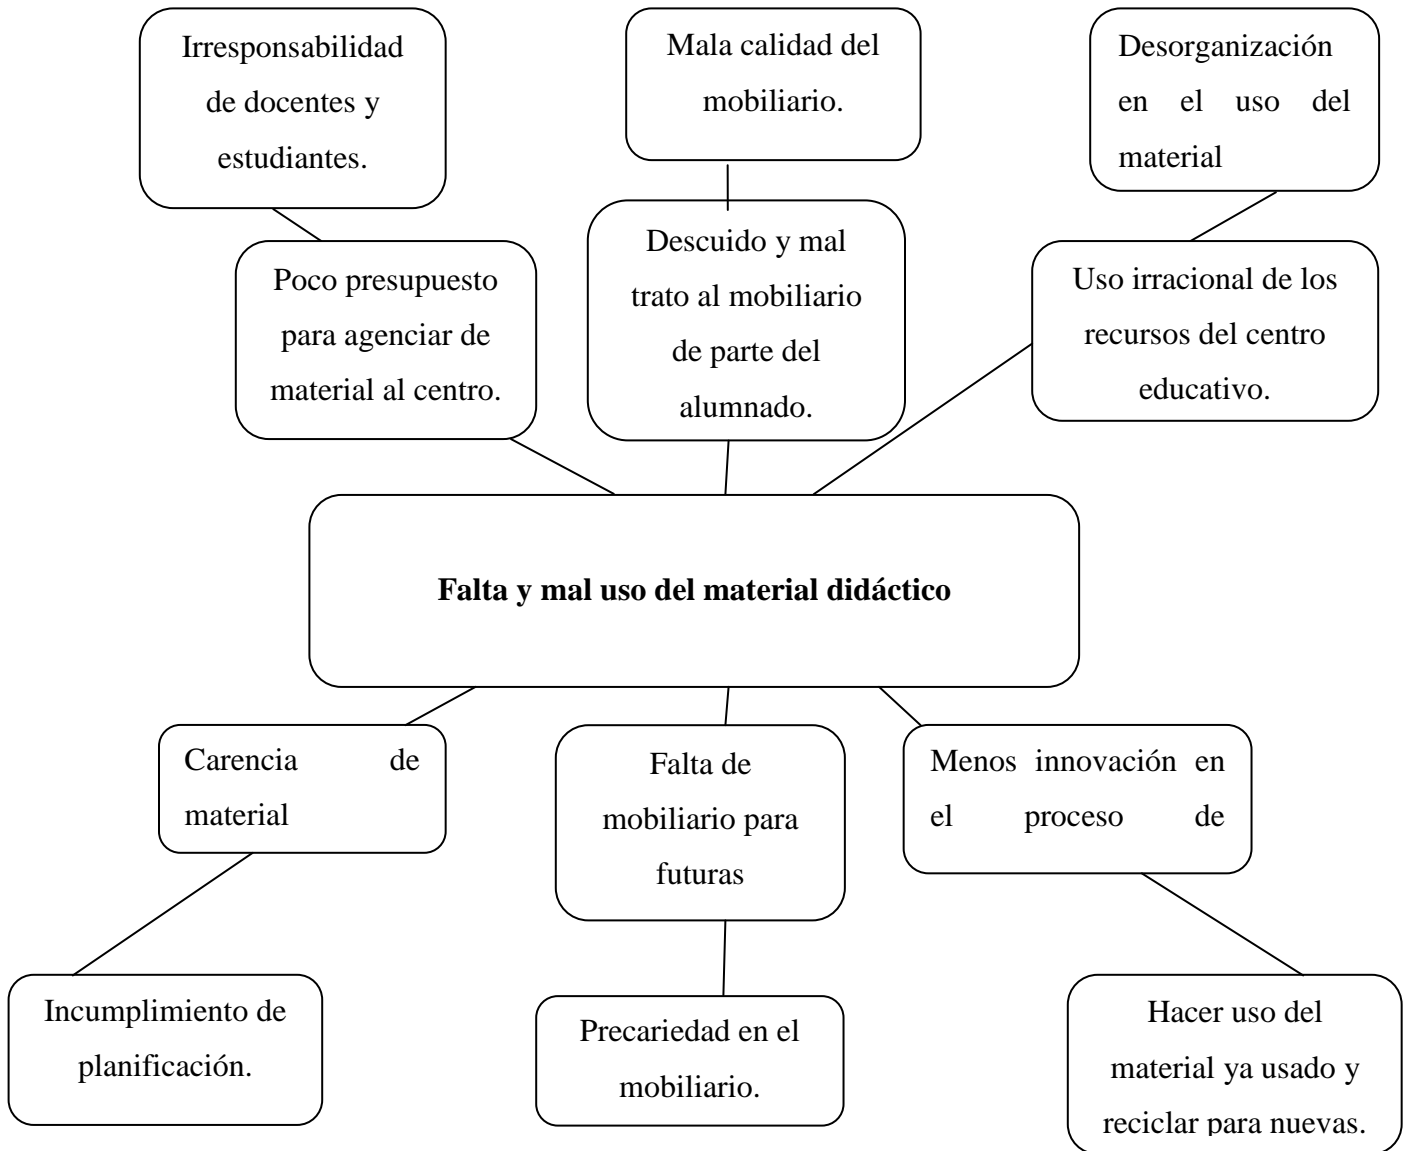 Irresponsabilidad
de docentes y
estudiantes.
Mala calidad del
mobiliario.
Desorganización
en el uso del
material
Poco presupuesto
para agenciar de
material al centro.
Descuido y mal
trato al mobiliario
de parte del
alumnado.
Uso irracional de los
recursos del centro
educativo.
Falta y mal uso del material didáctico
Carencia de
material
Falta de
mobiliario para
futuras
Menos innovación en
el proceso de
Incumplimiento de
planificación.
Precariedad en el
mobiliario.
Hacer uso del
material ya usado y
reciclar para nuevas.